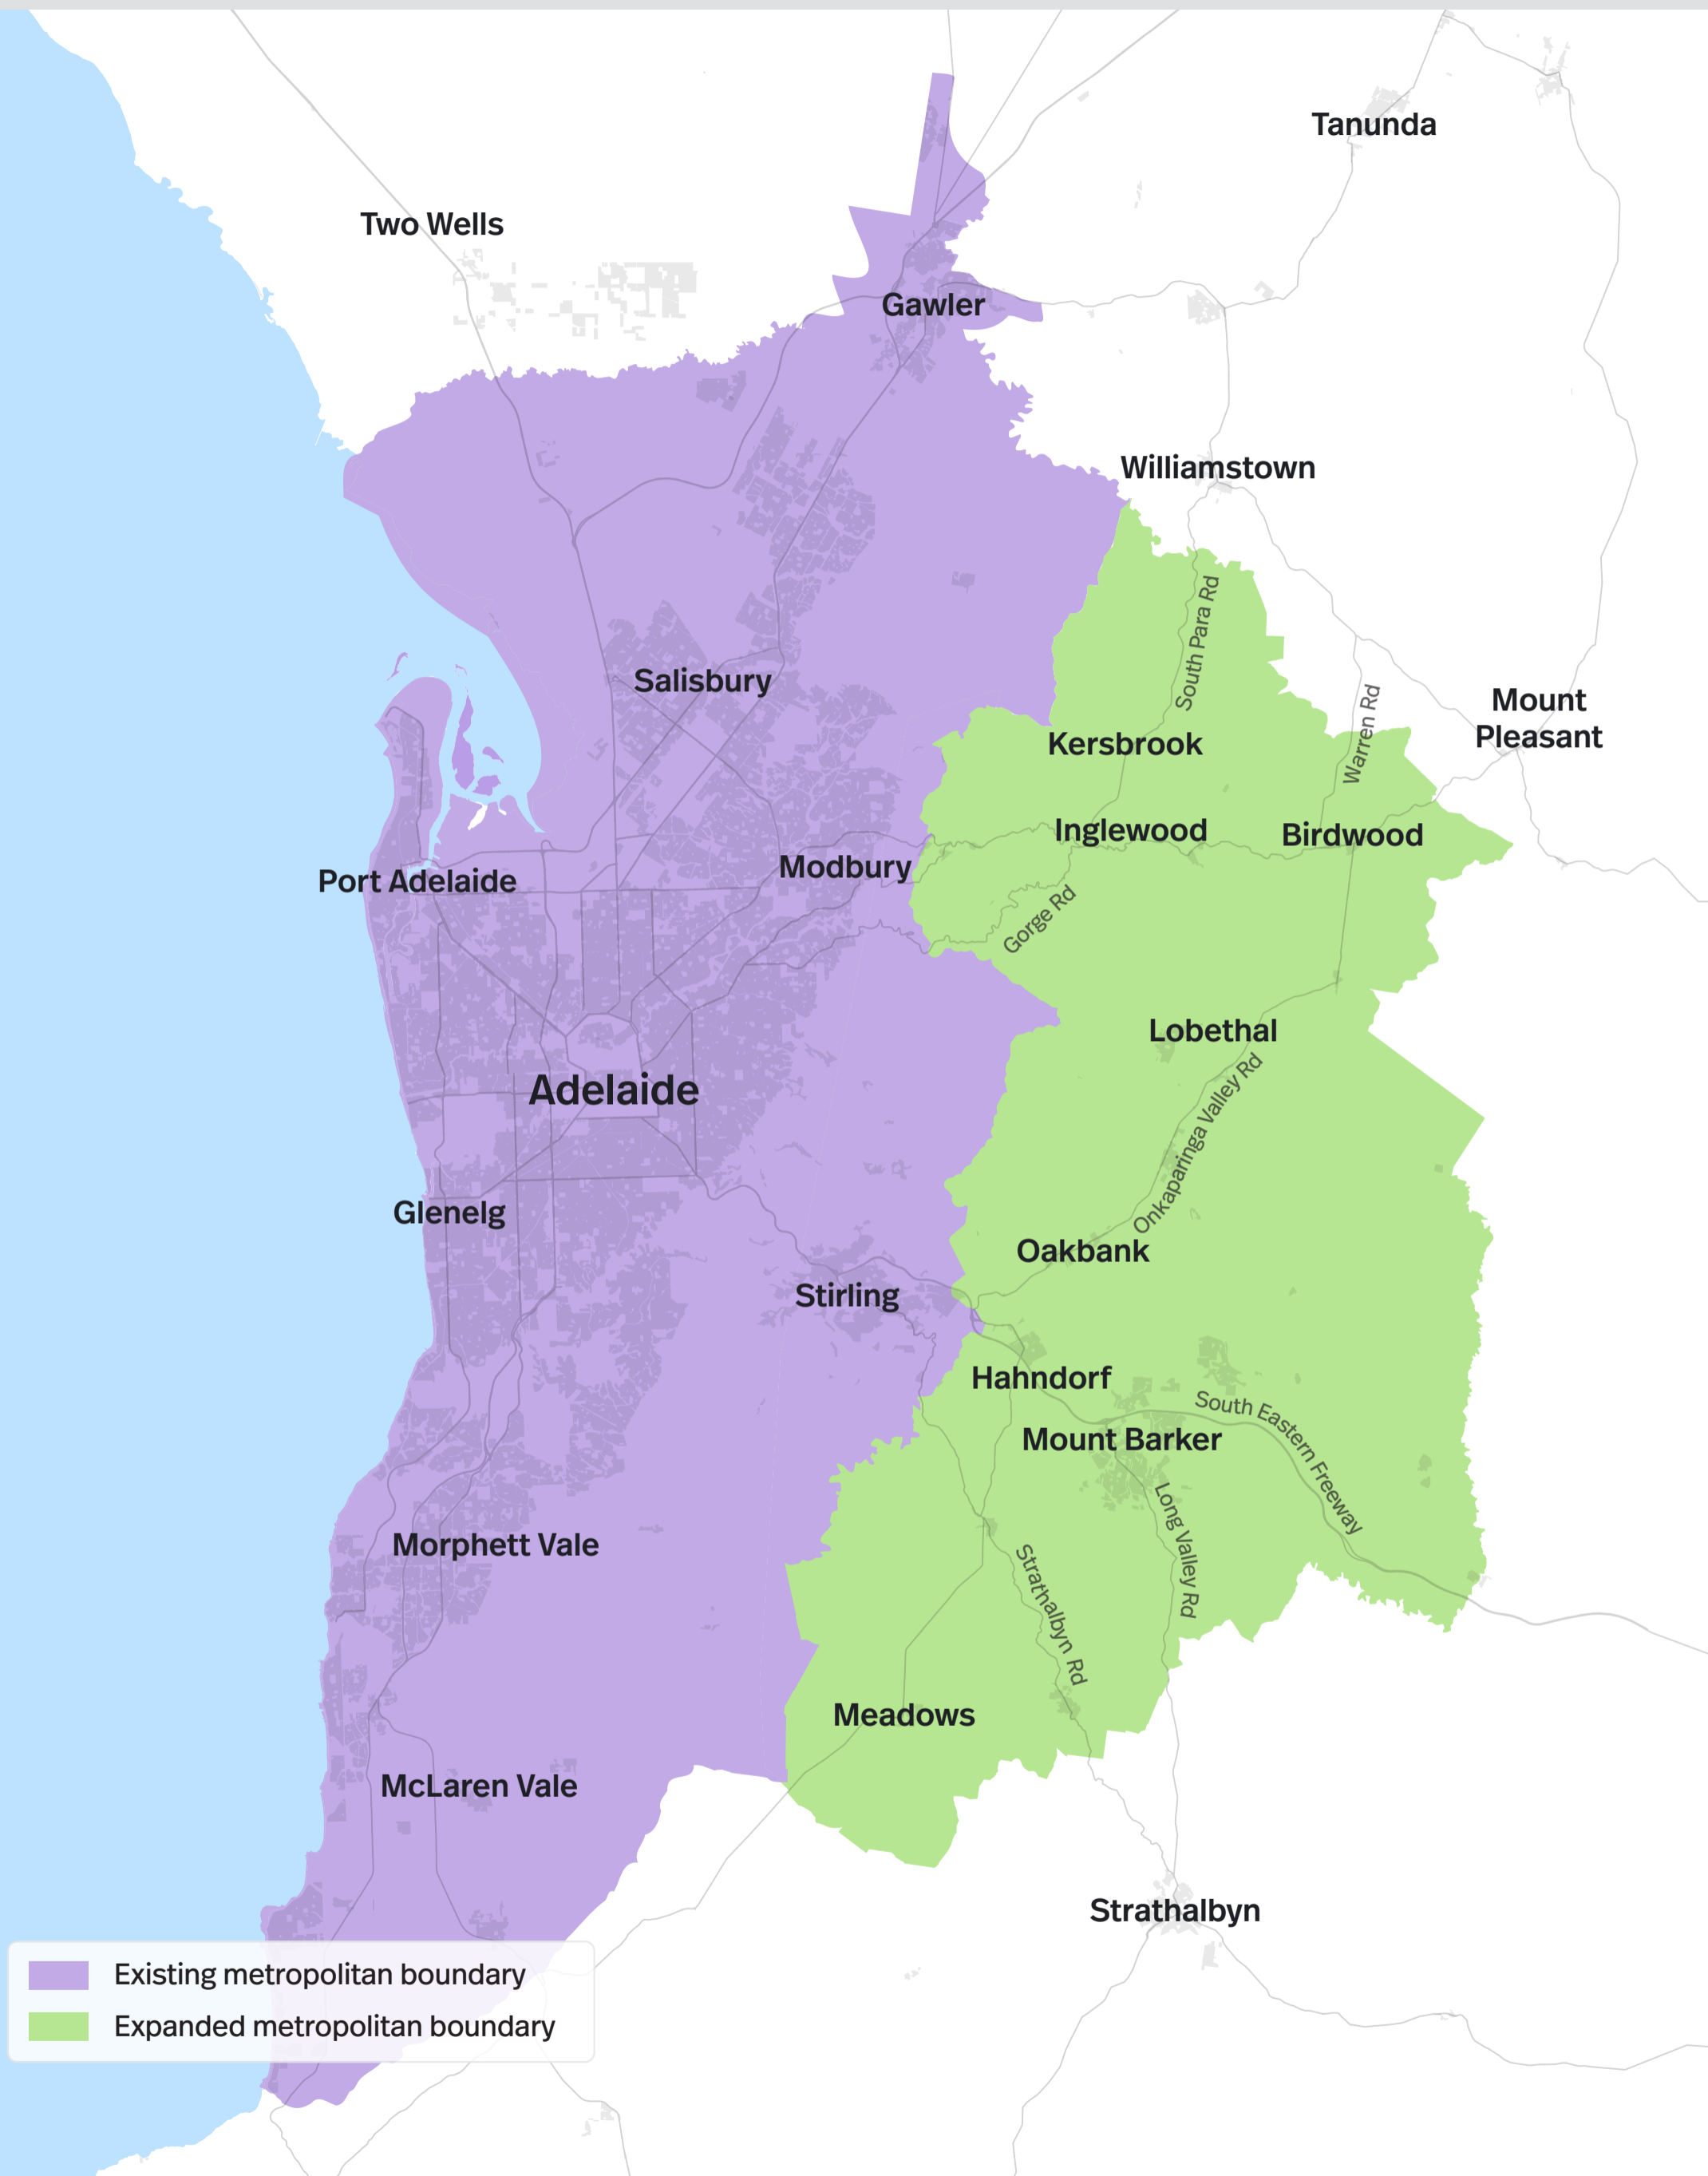 Tanunda
Two Wells
Gawler
Williamstown
South Para Rd
Salisbury
Warren Rd
Mount
Pleasant
Kersbrook
Inglewood
Birdwood
Modbury
Port Adelaide
Gorge Rd
Lobethal
Adelaide
Onkaparinga Valley Rd
Glenelg
Oakbank
Stirling
Hahndorf
South Eastern Freeway
Mount Barker
Long Valley Rd
Morphett Vale
Strathalbyn Rd
Meadows
McLaren Vale
Strathalbyn
Existing metropolitan boundary
Expanded metropolitan boundary